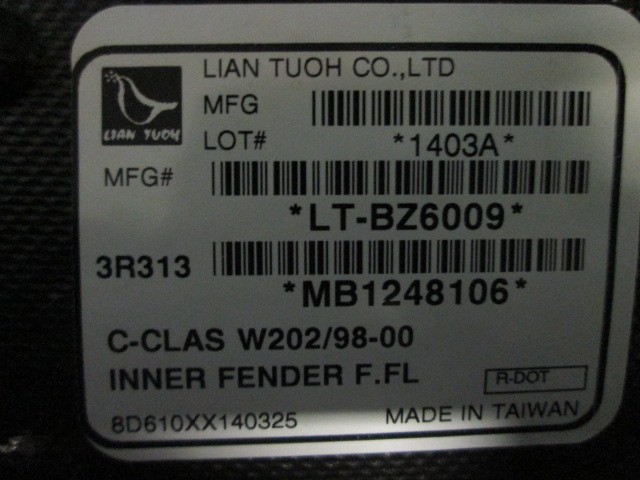 LIAN TUOH CO.,LTD
LIAN TUOH
MFG
LOT#
*1403A*
MFG#
*LT-BZ6009*
3R313
*MB1248106*
C-CLAS W202/98-00
INNER FENDER F.FL
R-DOT
8D610XX140325
MADE IN TAIWAN